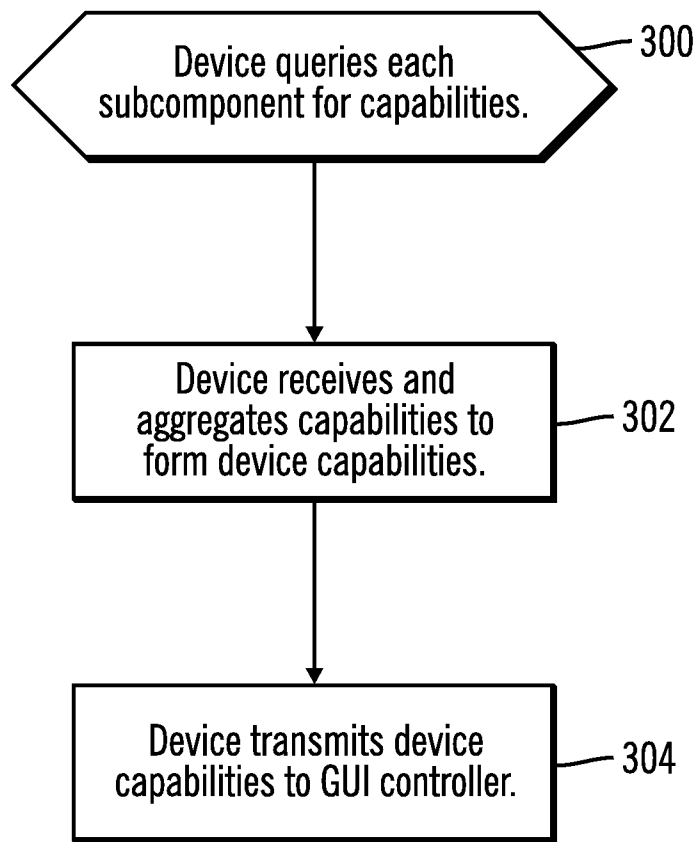 Device queries each
subcomponent for capabilities.
300
Device receives and
aggregates capabilities to
form device capabilities.
302
Device transmits device
capabilities to GUI controller.
304